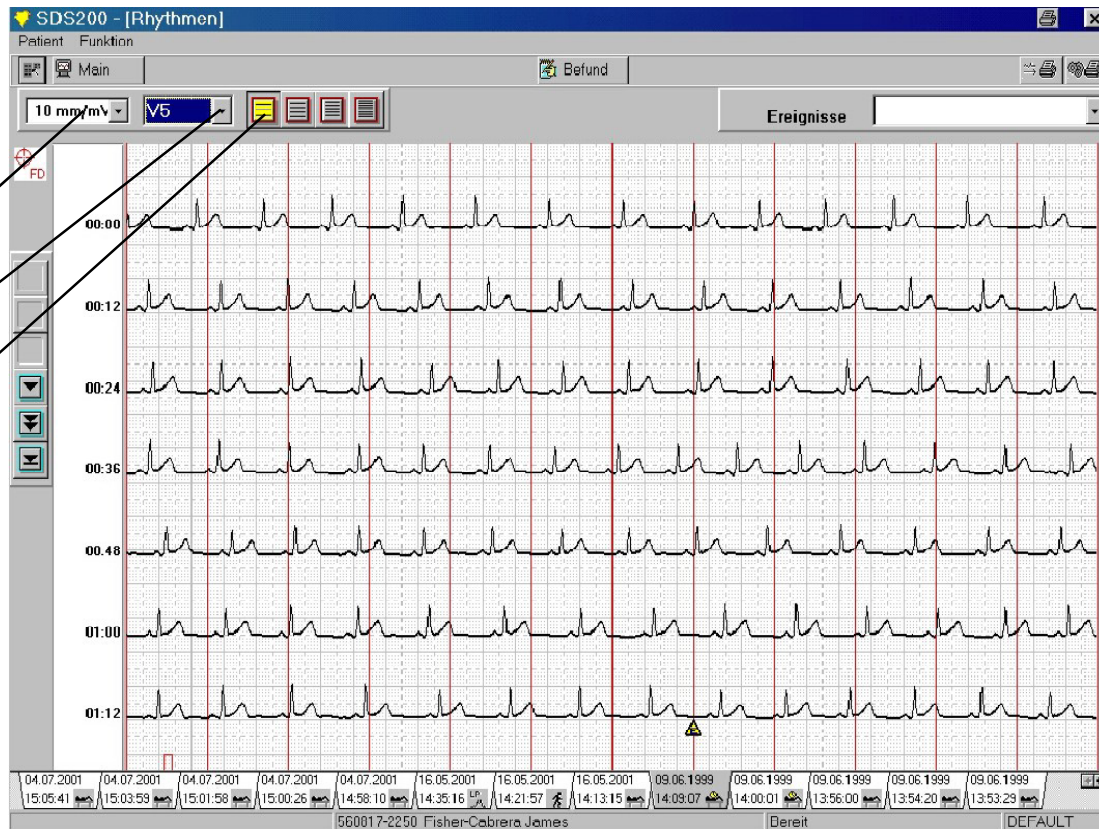 SDS200 - [Rhythmen]
Patient Funktion
Main Befund
10 mm/mV V5 Ereignisse
FD
00:00
00:12
00:24
00:36
00.48
01:00
01:12
04.07.2001 04.07.2001 04.07.2001 04.07.2001 04.07.2001 16.05.2001 16.05.2001 16.05.2001 09.06.1999 09.06.1999 09.06.1999 09.06.1999 09.06.1999
15:05:41 15:03:59 15:01:58 15:00:26 14:58:10 14:35:16 LP 14:21:57 14:13:15 14:09:07 14:00:01 13:56:00 13:54:20 13:53:29
560817-2250 Fisher-Cabrera James Bereit DEFAULT